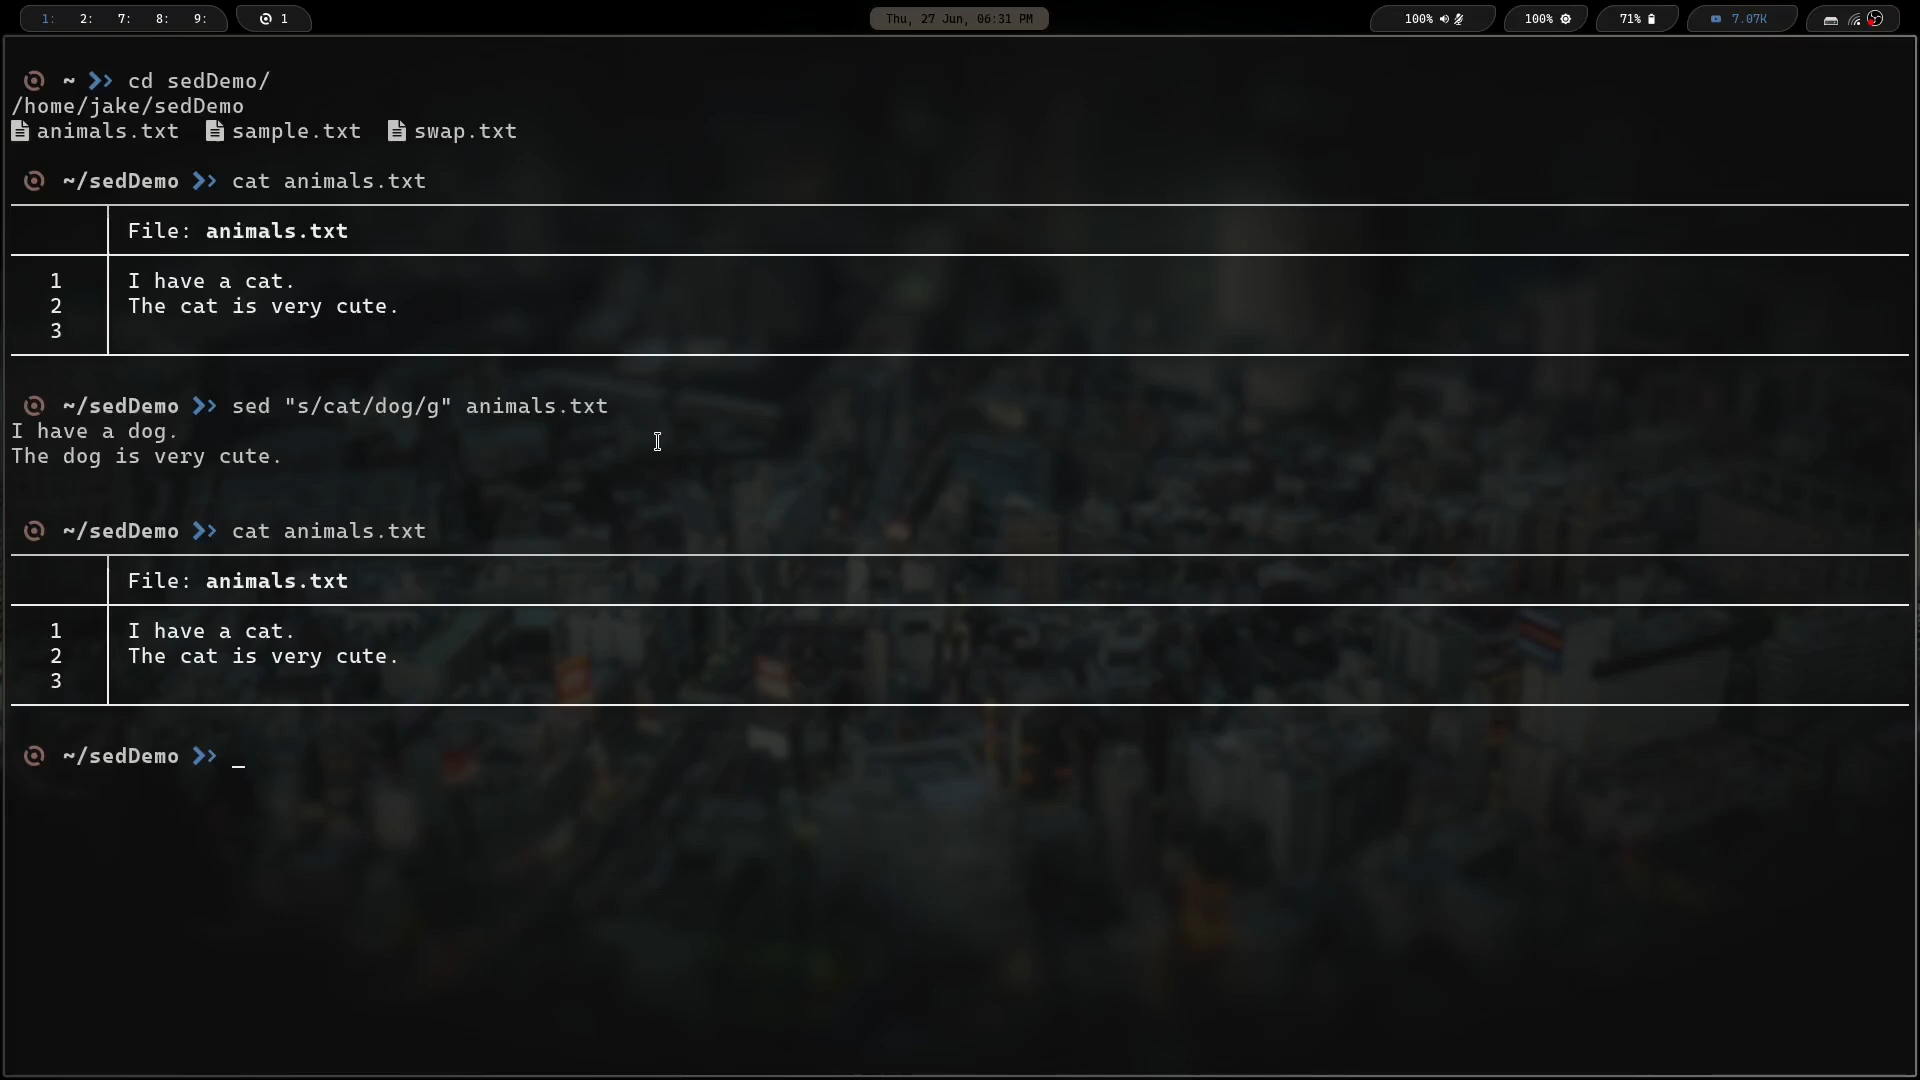 1: 2: 7: 8: 9: 1 Thu, 27 Jun, 06:31 PM 100% 100% 71% 7.07K
~ cd sedDemo/
/home/jake/sedDemo
animals.txt sample.txt swap.txt
~/sedDemo cat animals.txt
File: animals.txt
1 I have a cat.
2 The cat is very cute.
3
~/sedDemo sed "s/cat/dog/g" animals.txt
I have a dog.
The dog is very cute.
~/sedDemo cat animals.txt
File: animals.txt
1 I have a cat.
2 The cat is very cute.
3
~/sedDemo _